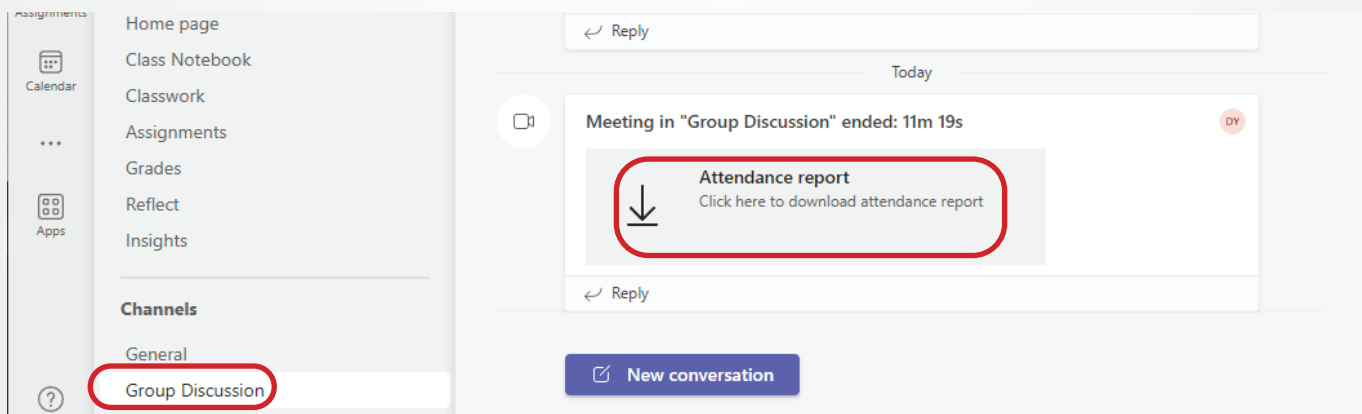 Assignments
Calendar
...
Apps
?
Home page
Class Notebook
Classwork
Assignments
Grades
Reflect
Insights
Channels
General
Group Discussion
Reply
Today
Meeting in "Group Discussion" ended: 11m 19s
DY
Attendance report
Click here to download attendance report
Reply
New conversation